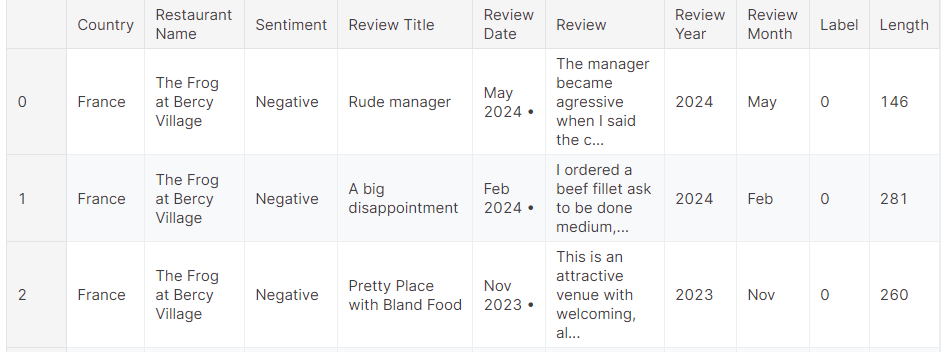 Country Restaurant Name Sentiment Review Title Review Date Review Review Year Review Month Label Length
0 France The Frog at Bercy Village Negative Rude manager May 2024 • The manager became agressive when I said the c... 2024 May 0 146
1 France The Frog at Bercy Village Negative A big disappointment Feb 2024 • I ordered a beef fillet ask to be done medium,... 2024 Feb 0 281
2 France The Frog at Bercy Village Negative Pretty Place with Bland Food Nov 2023 • This is an attractive venue with welcoming, al... 2023 Nov 0 260